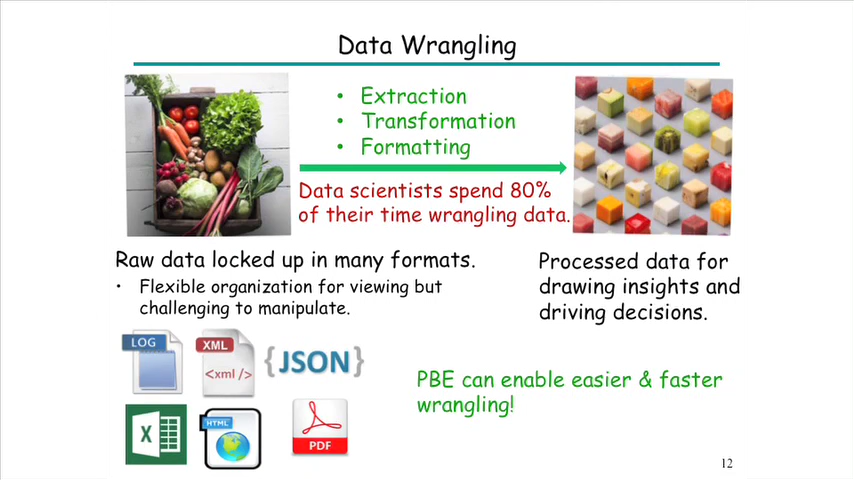 Data Wrangling
• Extraction
• Transformation
• Formatting
Data scientists spend 80%
of their time wrangling data.
Raw data locked up in many formats.
• Flexible organization for viewing but
challenging to manipulate.
Processed data for
drawing insights and
driving decisions.
LOG
XML
<xml />
{JSON}
X
HTML
PDF
PBE can enable easier & faster
wrangling!
12